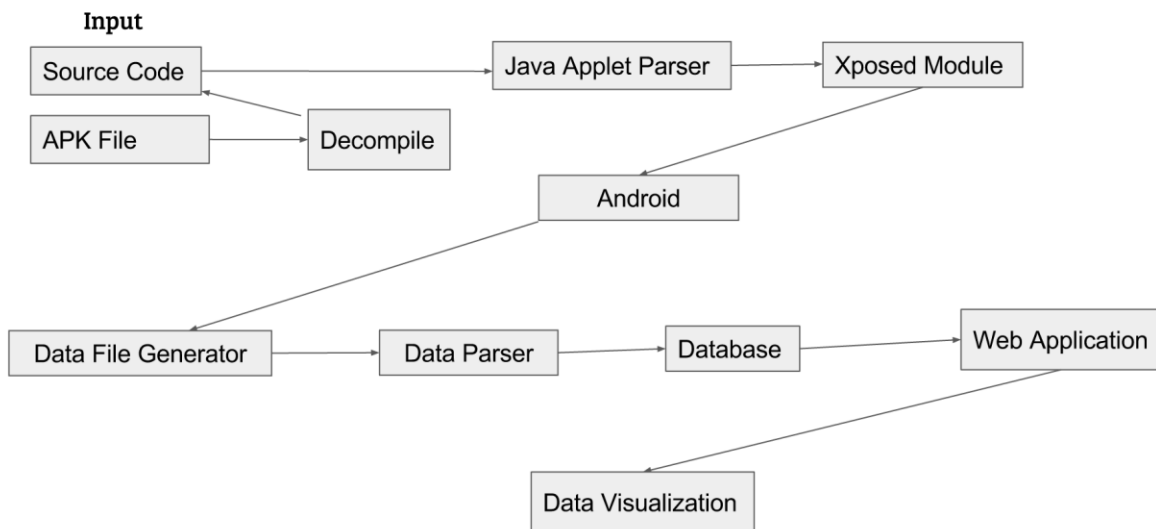 Input
Source Code
Java Applet Parser
Xposed Module
APK File
Decompile
Android
Data File Generator
Data Parser
Database
Web Application
Data Visualization